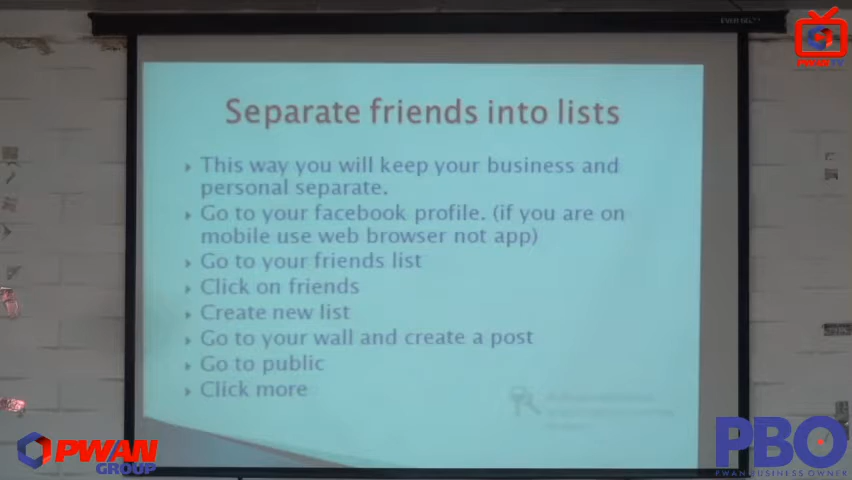 PWAN TV
Separate friends into lists
This way you will keep your business and
personal separate.
Go to your facebook profile. (if you are on
mobile use web browser not app)
Go to your friends list
Click on friends
Create new list
Go to your wall and create a post
Go to public
Click more
PWAN
GROUP
PBO
PWAN BUSINESS OWNER